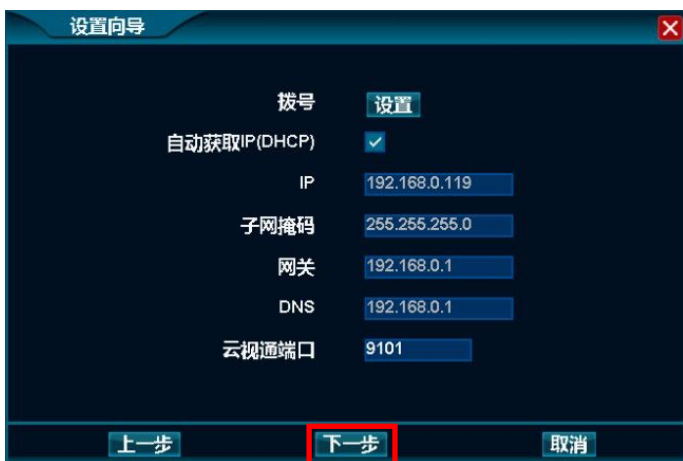 设置向导
拨号 设置
自动获取IP(DHCP)
IP 192.168.0.119
子网掩码 255.255.255.0
网关 192.168.0.1
DNS 192.168.0.1
云视通端口 9101
上一步 下一步 取消